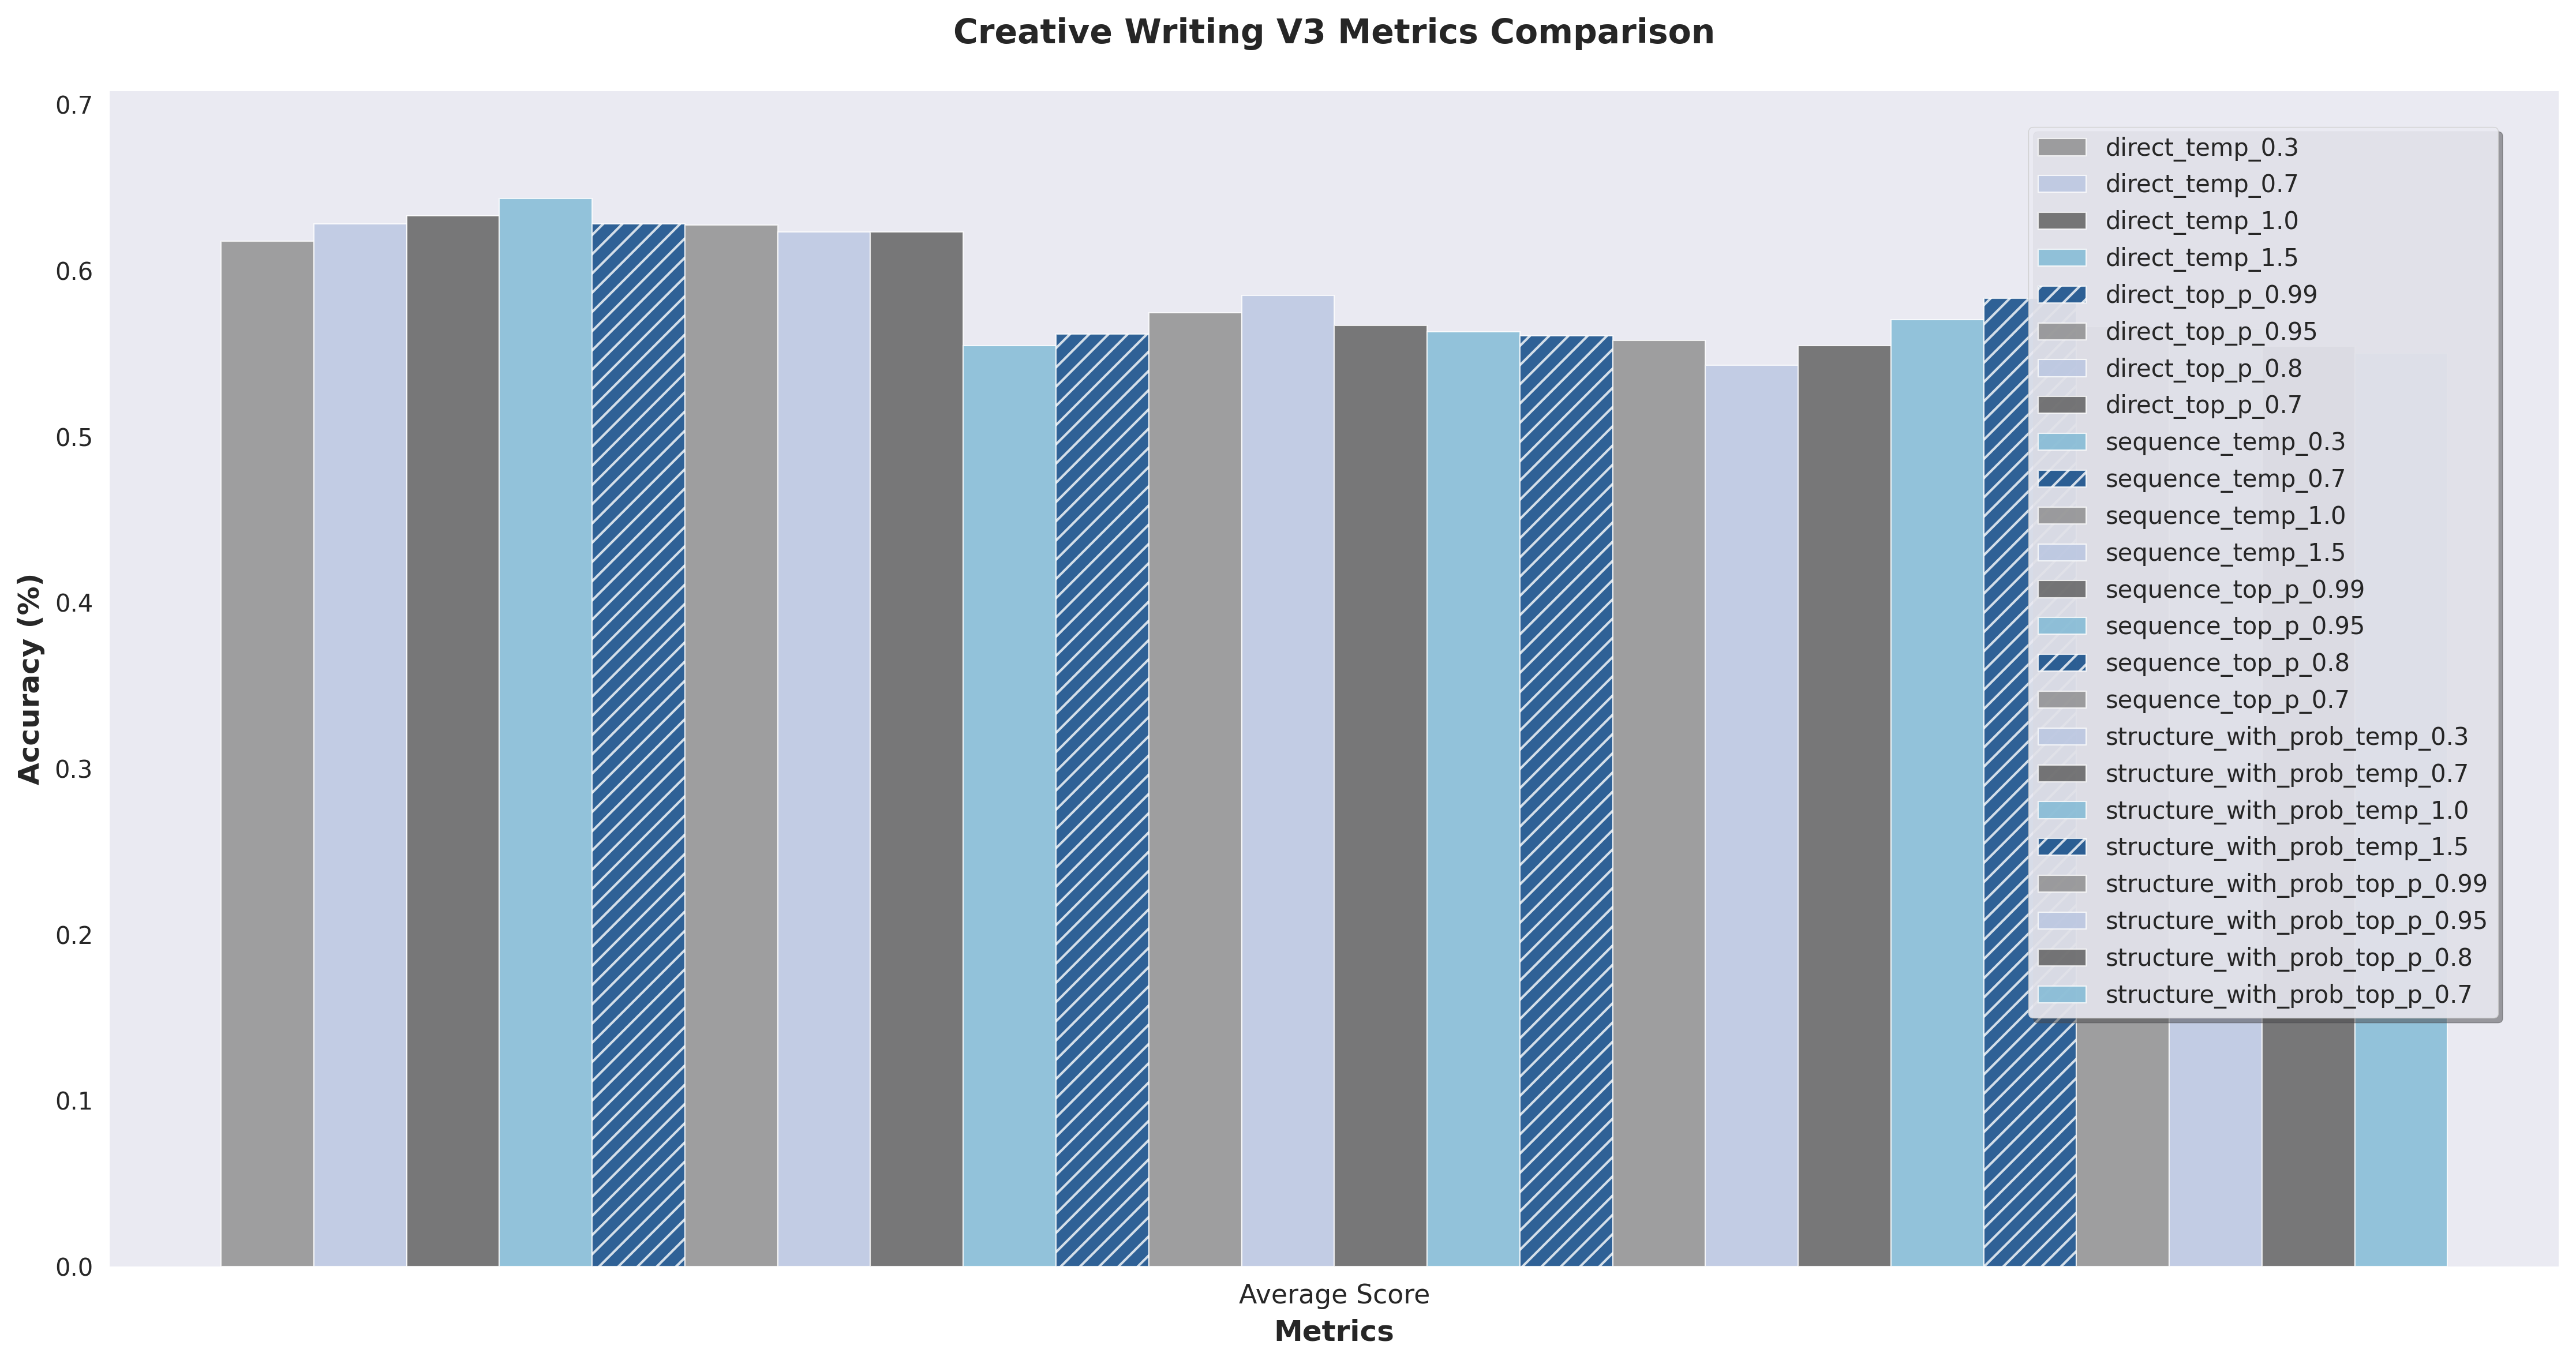 Creative Writing V3 Metrics Comparison
0.7
0.6
0.5
0.4
0.3
0.2
0.1
0.0
Accuracy (%)
direct_temp_0.3
direct_temp_0.7
direct_temp_1.0
direct_temp_1.5
direct_top_p_0.99
direct_top_p_0.95
direct_top_p_0.8
direct_top_p_0.7
sequence_temp_0.3
sequence_temp_0.7
sequence_temp_1.0
sequence_temp_1.5
sequence_top_p_0.99
sequence_top_p_0.95
sequence_top_p_0.8
sequence_top_p_0.7
structure_with_prob_temp_0.3
structure_with_prob_temp_0.7
structure_with_prob_temp_1.0
structure_with_prob_temp_1.5
structure_with_prob_top_p_0.99
structure_with_prob_top_p_0.95
structure_with_prob_top_p_0.8
structure_with_prob_top_p_0.7
Average Score
Metrics